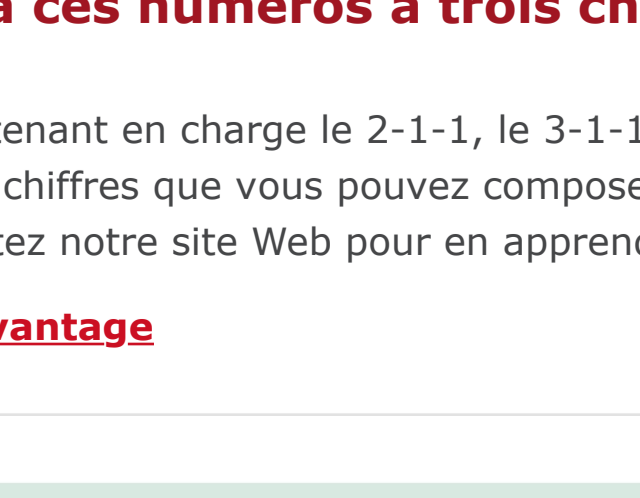 à ces numéros à trois ch
tenant en charge le 2-1-1, le 3-1-1
chiffres que vous pouvez compose
tez notre site Web pour en apprend
vantage